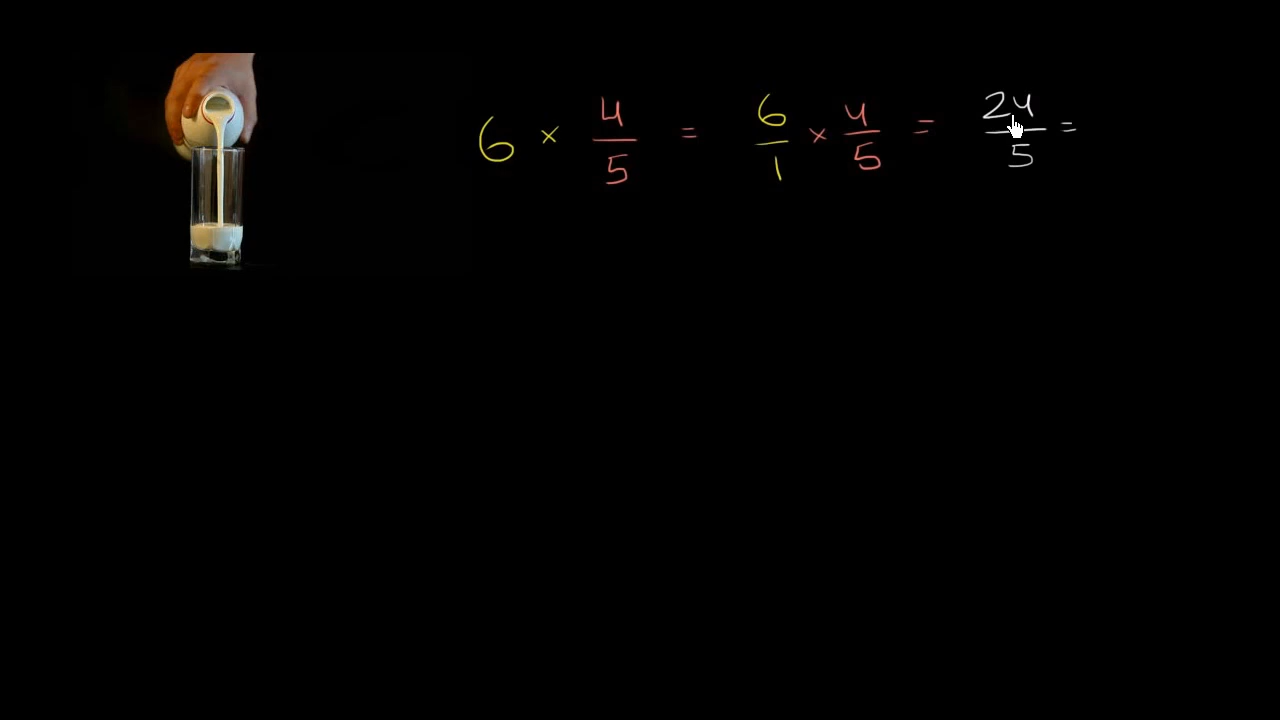 6 × 4/5 = 6/1 × 4/5 = 24/5 =